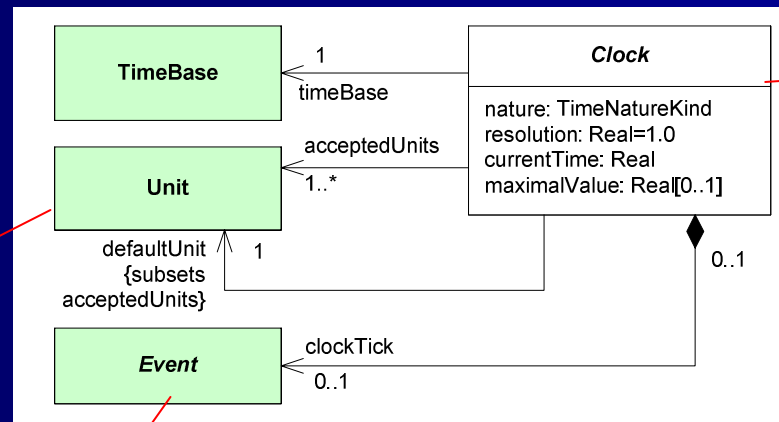 TimeBase
1
timeBase
Clock
nature: TimeNatureKind
resolution: Real=1.0
currentTime: Real
maximalValue: Real[0..1]
acceptedUnits
1..*
Unit
defaultUnit
{subsets
acceptedUnits}
1
0..1
Event
clockTick
0..1